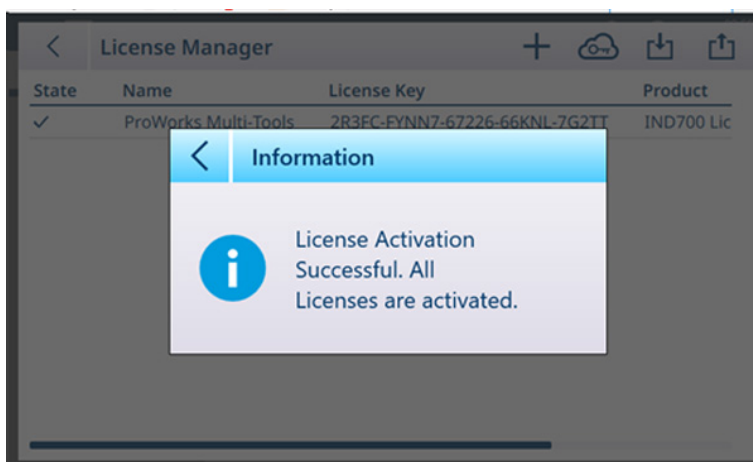 License Manager
State Name License Key Product
ProWorks Multi-Tools 2R3FC-FYNN7-67226-66KNL-7G2TT IND700 Lic
Information
License Activation
Successful. All
Licenses are activated.